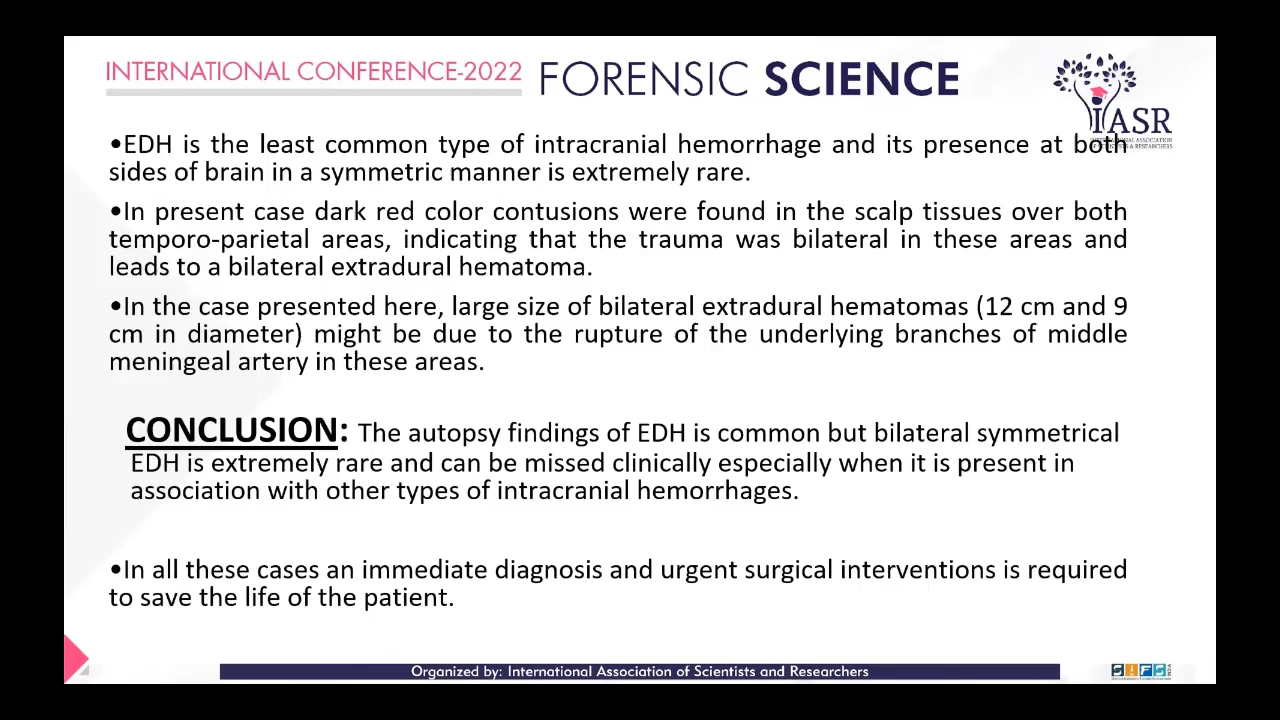 INTERNATIONAL CONFERENCE-2022 FORENSIC SCIENCE
IASR
INTERNATIONAL ASSOCIATION
OF SCIENTISTS & RESEARCHERS
•EDH is the least common type of intracranial hemorrhage and its presence at both
sides of brain in a symmetric manner is extremely rare.
•In present case dark red color contusions were found in the scalp tissues over both
temporo-parietal areas, indicating that the trauma was bilateral in these areas and
leads to a bilateral extradural hematoma.
•In the case presented here, large size of bilateral extradural hematomas (12 cm and 9
cm in diameter) might be due to the rupture of the underlying branches of middle
meningeal artery in these areas.
CONCLUSION: The autopsy findings of EDH is common but bilateral symmetrical
EDH is extremely rare and can be missed clinically especially when it is present in
association with other types of intracranial hemorrhages.
•In all these cases an immediate diagnosis and urgent surgical interventions is required
to save the life of the patient.
Organized by: International Association of Scientists and Researchers
SIFS